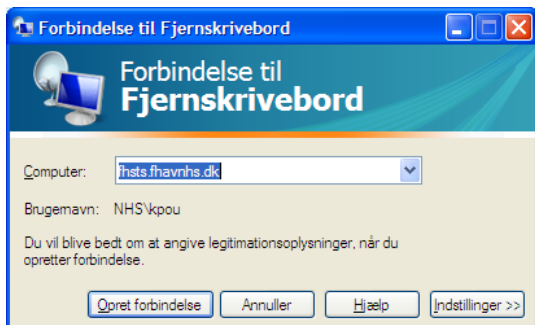 Forbindelse til Fjernskrivebord
Forbindelse til
Fjernskrivebord
Computer: fhsts.fhavnhs.dk
Brugernavn: NHS\kpou
Du vil blive bedt om at angive legitimationsoplysninger, når du
opretter forbindelse.
Opret forbindelse Annuller Hjælp Indstillinger >>